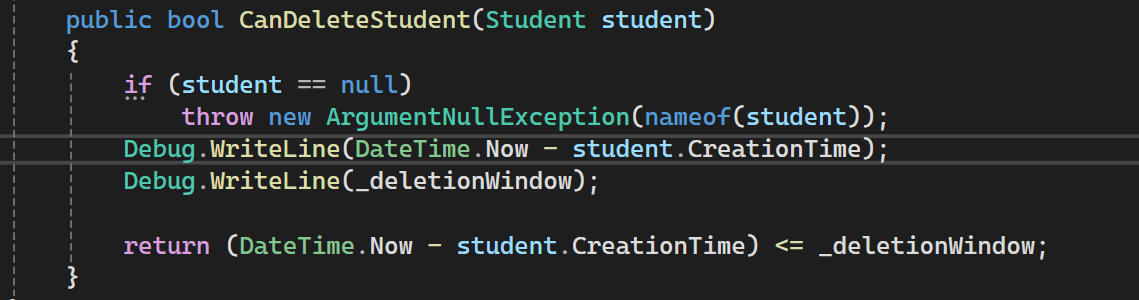 public bool CanDeleteStudent(Student student)
{
if (student == null)
throw new ArgumentNullException(nameof(student));
Debug.WriteLine(DateTime.Now - student.CreationTime);
Debug.WriteLine(_deletionWindow);
return (DateTime.Now - student.CreationTime) <= _deletionWindow;
}